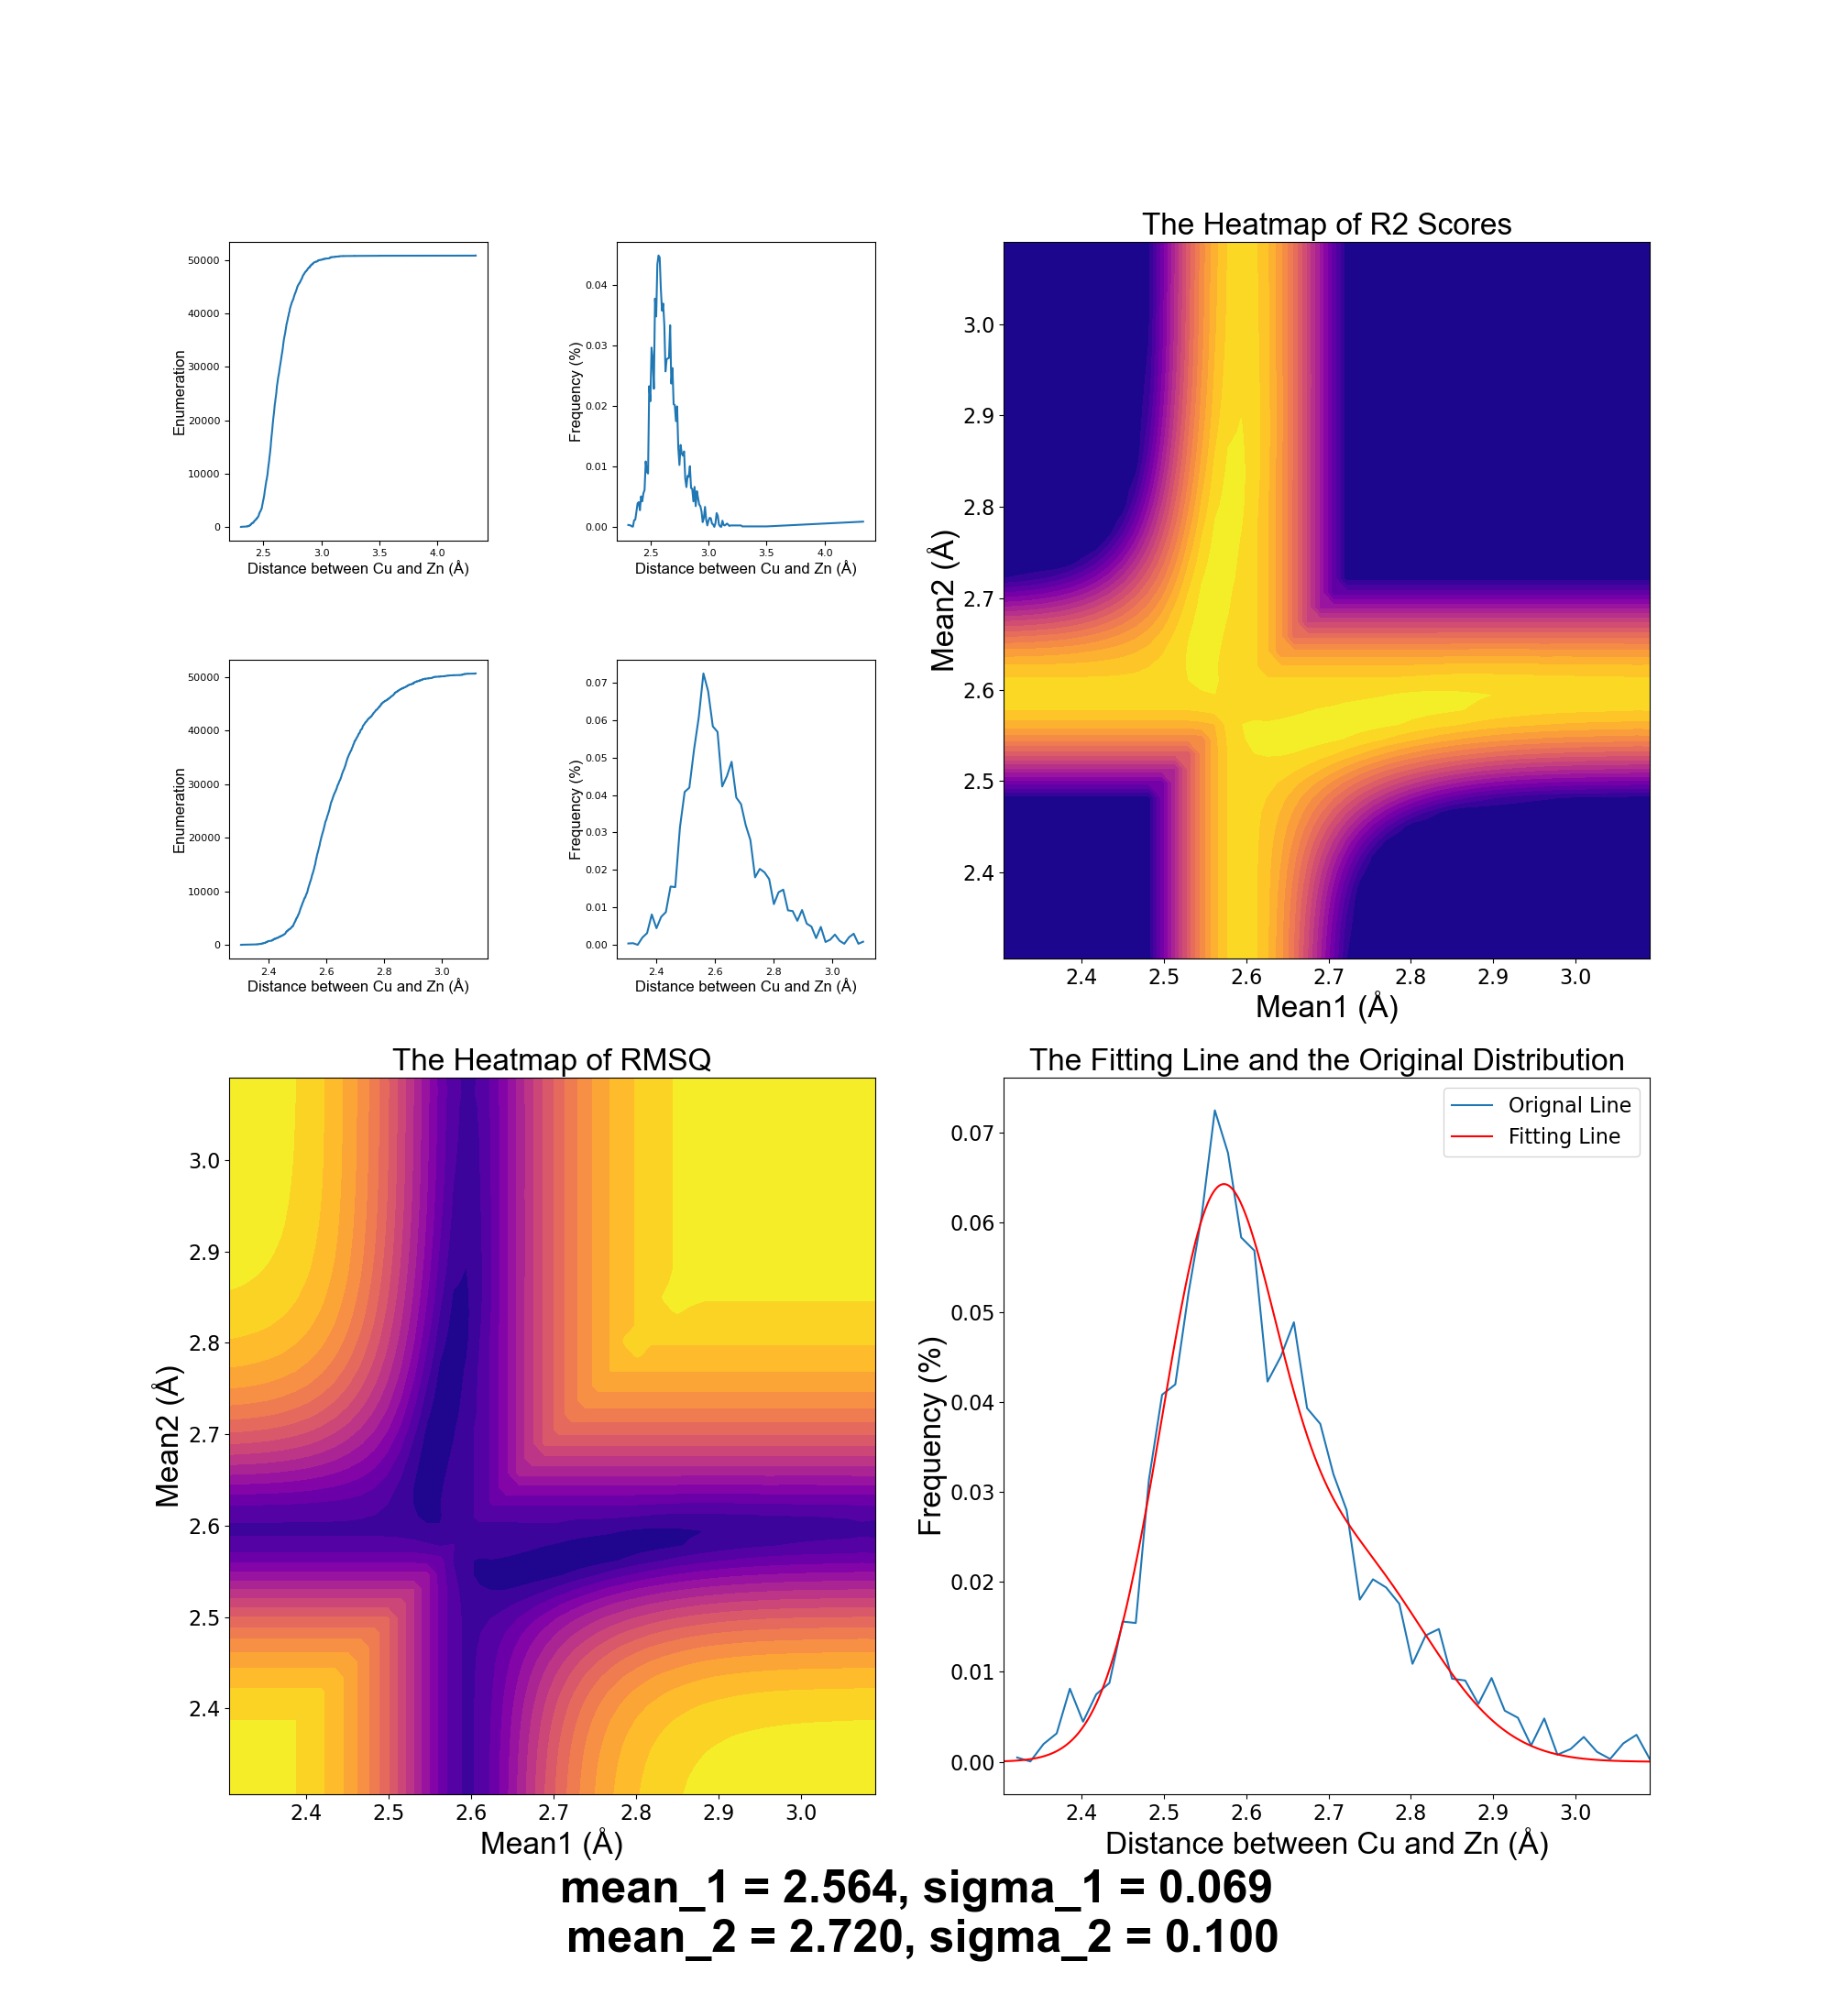 50000
40000
30000
20000
10000
0
Enumeration
2.5 3.0 3.5 4.0
Distance between Cu and Zn (Å)
0.04
0.03
0.02
0.01
0.00
Frequency (%)
2.5 3.0 3.5 4.0
Distance between Cu and Zn (Å)
The Heatmap of R2 Scores
3.0
2.9
2.8
2.7
2.6
2.5
2.4
Mean2 (Å)
2.4 2.5 2.6 2.7 2.8 2.9 3.0
Mean1 (Å)
50000
40000
30000
20000
10000
0
Enumeration
2.4 2.6 2.8 3.0
Distance between Cu and Zn (Å)
0.07
0.06
0.05
0.04
0.03
0.02
0.01
0.00
Frequency (%)
2.4 2.6 2.8 3.0
Distance between Cu and Zn (Å)
The Heatmap of RMSQ
3.0
2.9
2.8
2.7
2.6
2.5
2.4
Mean2 (Å)
2.4 2.5 2.6 2.7 2.8 2.9 3.0
Mean1 (Å)
The Fitting Line and the Original Distribution
Orignal Line
Fitting Line
0.07
0.06
0.05
0.04
0.03
0.02
0.01
0.00
Frequency (%)
2.4 2.5 2.6 2.7 2.8 2.9 3.0
Distance between Cu and Zn (Å)
mean_1 = 2.564, sigma_1 = 0.069
mean_2 = 2.720, sigma_2 = 0.100